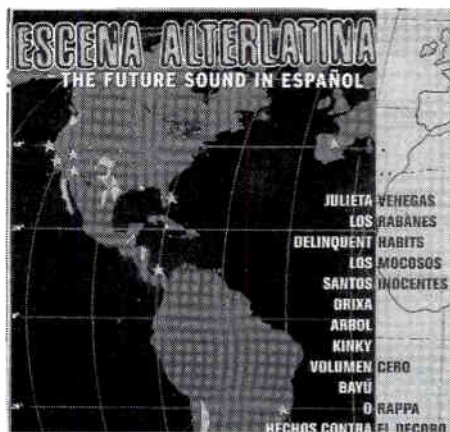 ESCENA ALTERLATINA
THE FUTURE SOUND IN ESPAÑOL
JULIETA VENEGAS
LOS RABANES
DELINQUENT HABITS
LOS MOCOSOS
SANTOS INOCENTES
ORIXA
ARBOL
KINKY
VOLUMEN CERO
BAYÚ
O RAPPA
HECHOS CONTRA EL DECORO